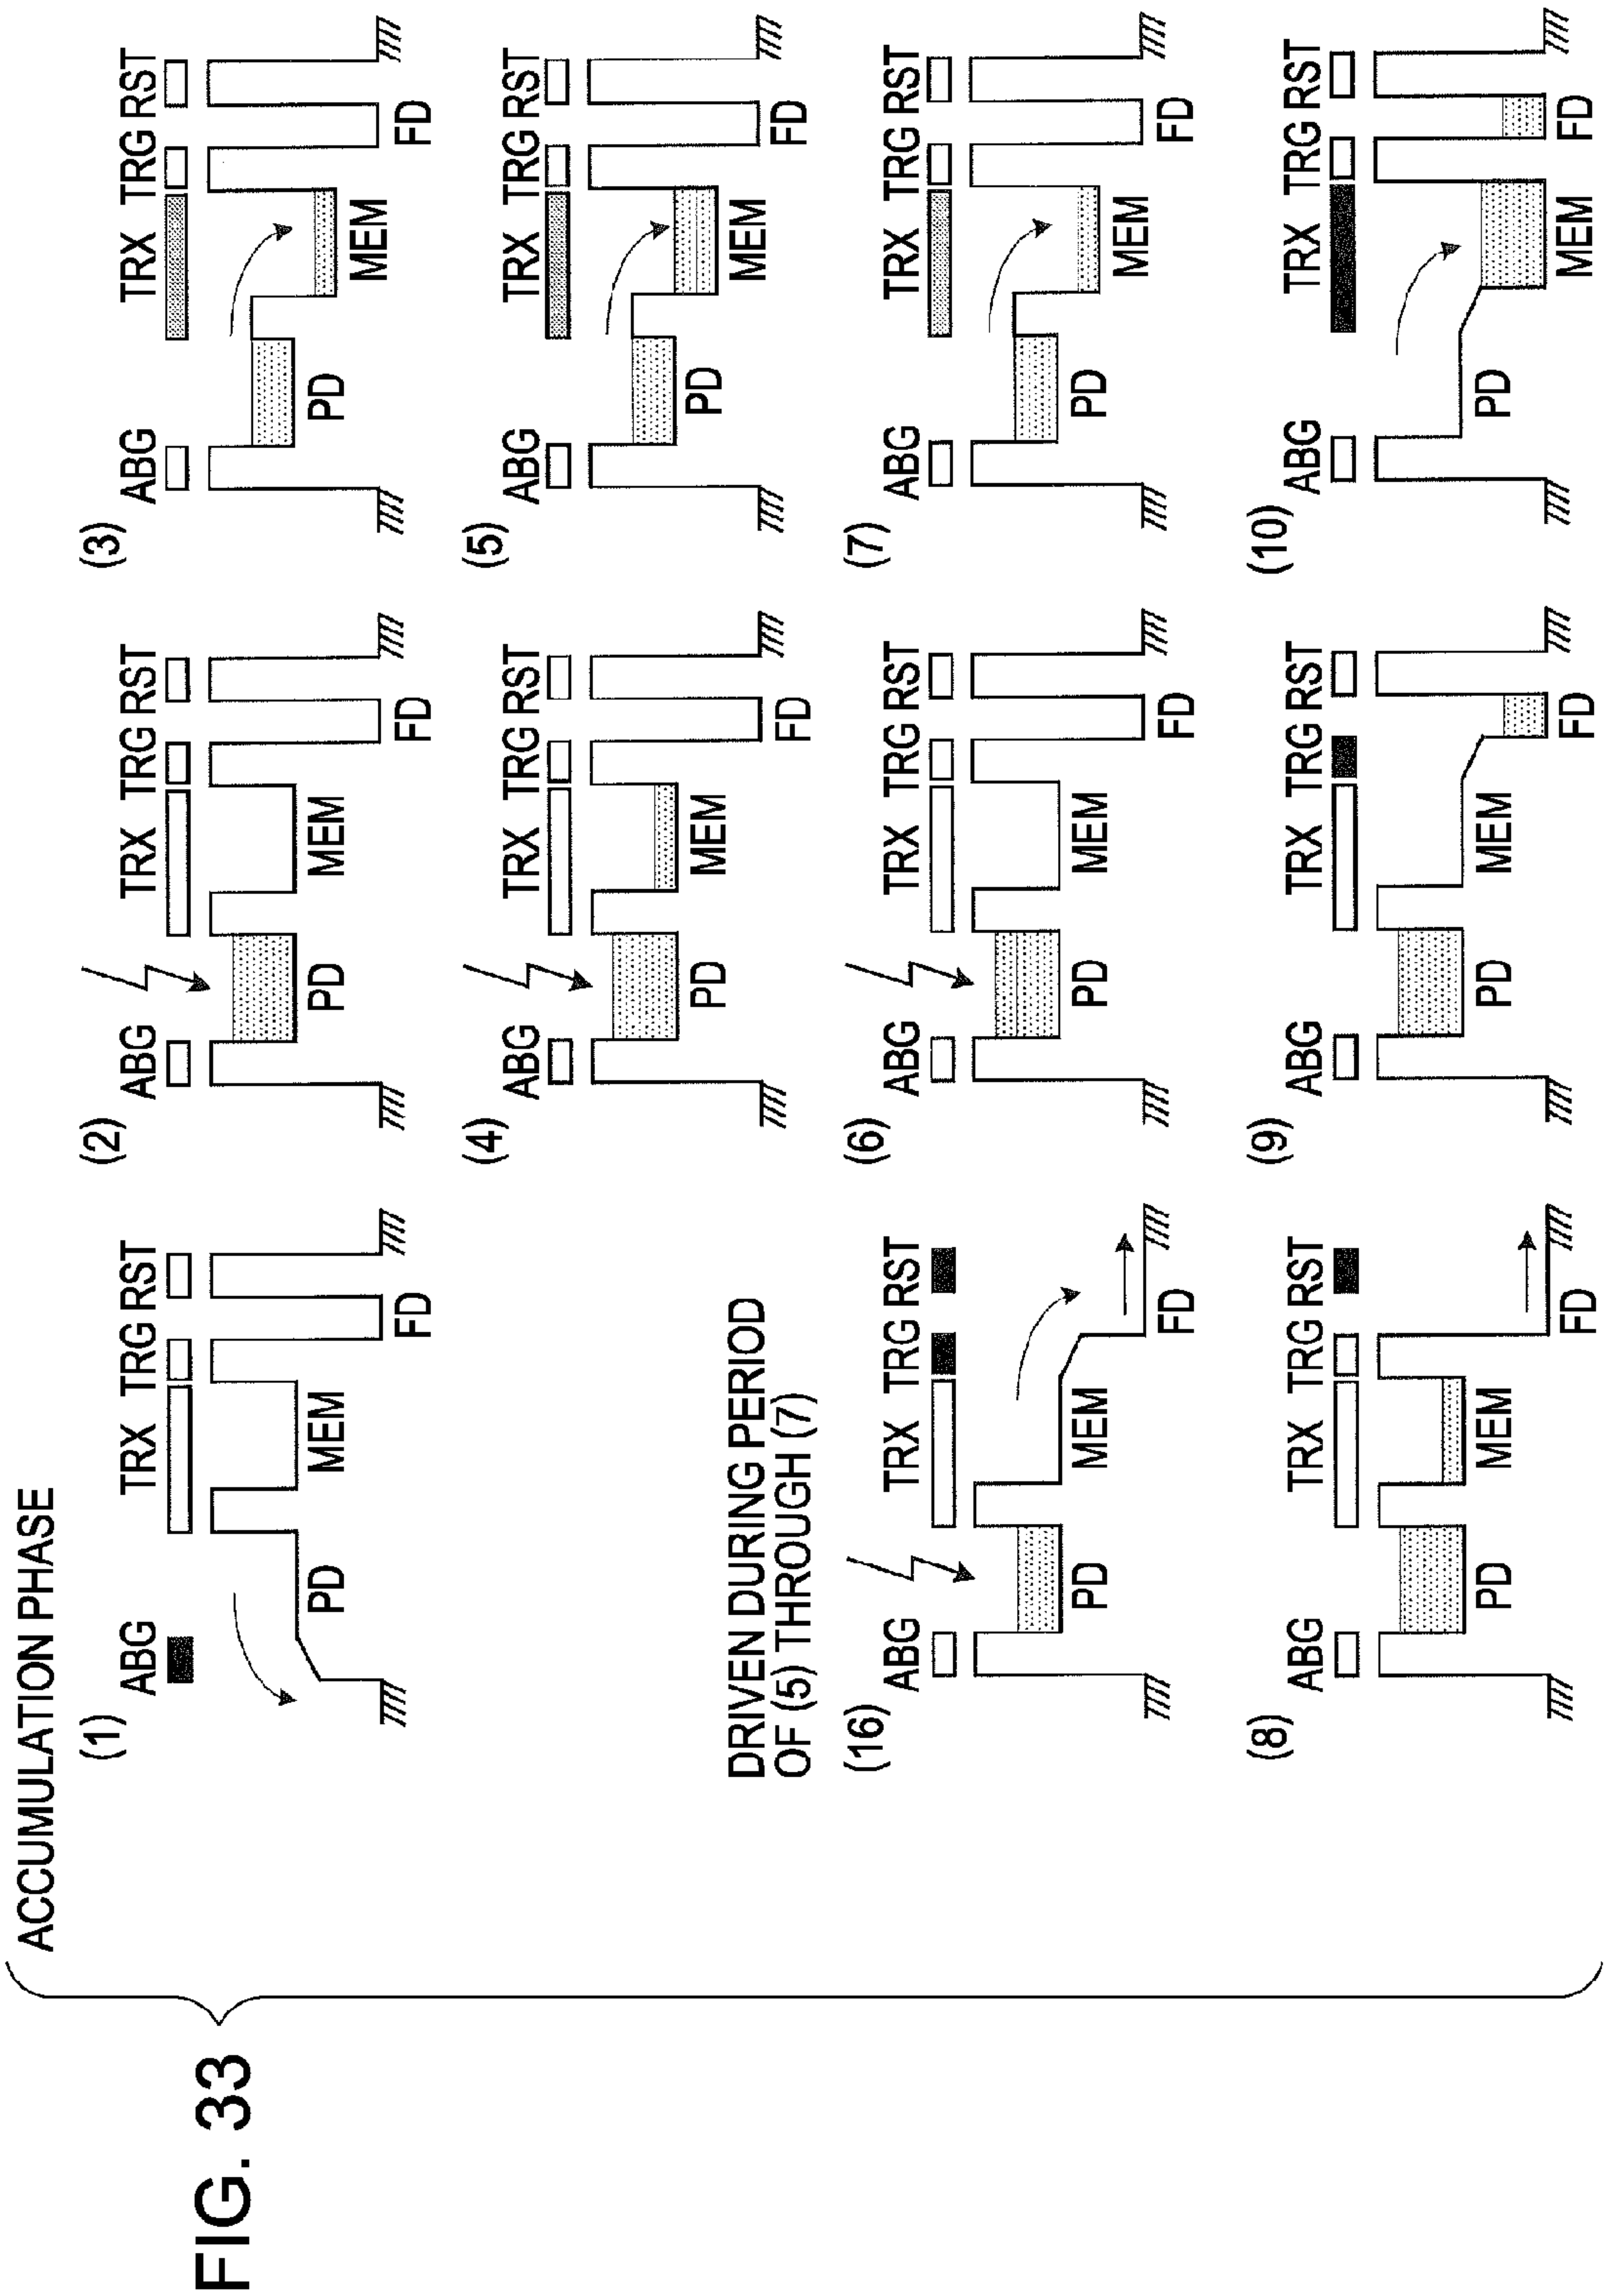 FIG. 33
ACCUMULATION PHASE
(1)
ABG TRX TRG RST
PD MEM FD
(2)
ABG TRX TRG RST
PD MEM FD
(3)
ABG TRX TRG RST
PD MEM FD
(4)
ABG TRX TRG RST
PD MEM FD
(5)
ABG TRX TRG RST
PD MEM FD
DRIVEN DURING PERIOD
OF (5) THROUGH (7)
(16)
ABG TRX TRG RST
PD MEM FD
(6)
ABG TRX TRG RST
PD MEM FD
(7)
ABG TRX TRG RST
PD MEM FD
(8)
ABG TRX TRG RST
PD MEM FD
(9)
ABG TRX TRG RST
PD MEM FD
(10)
ABG TRX TRG RST
PD MEM FD